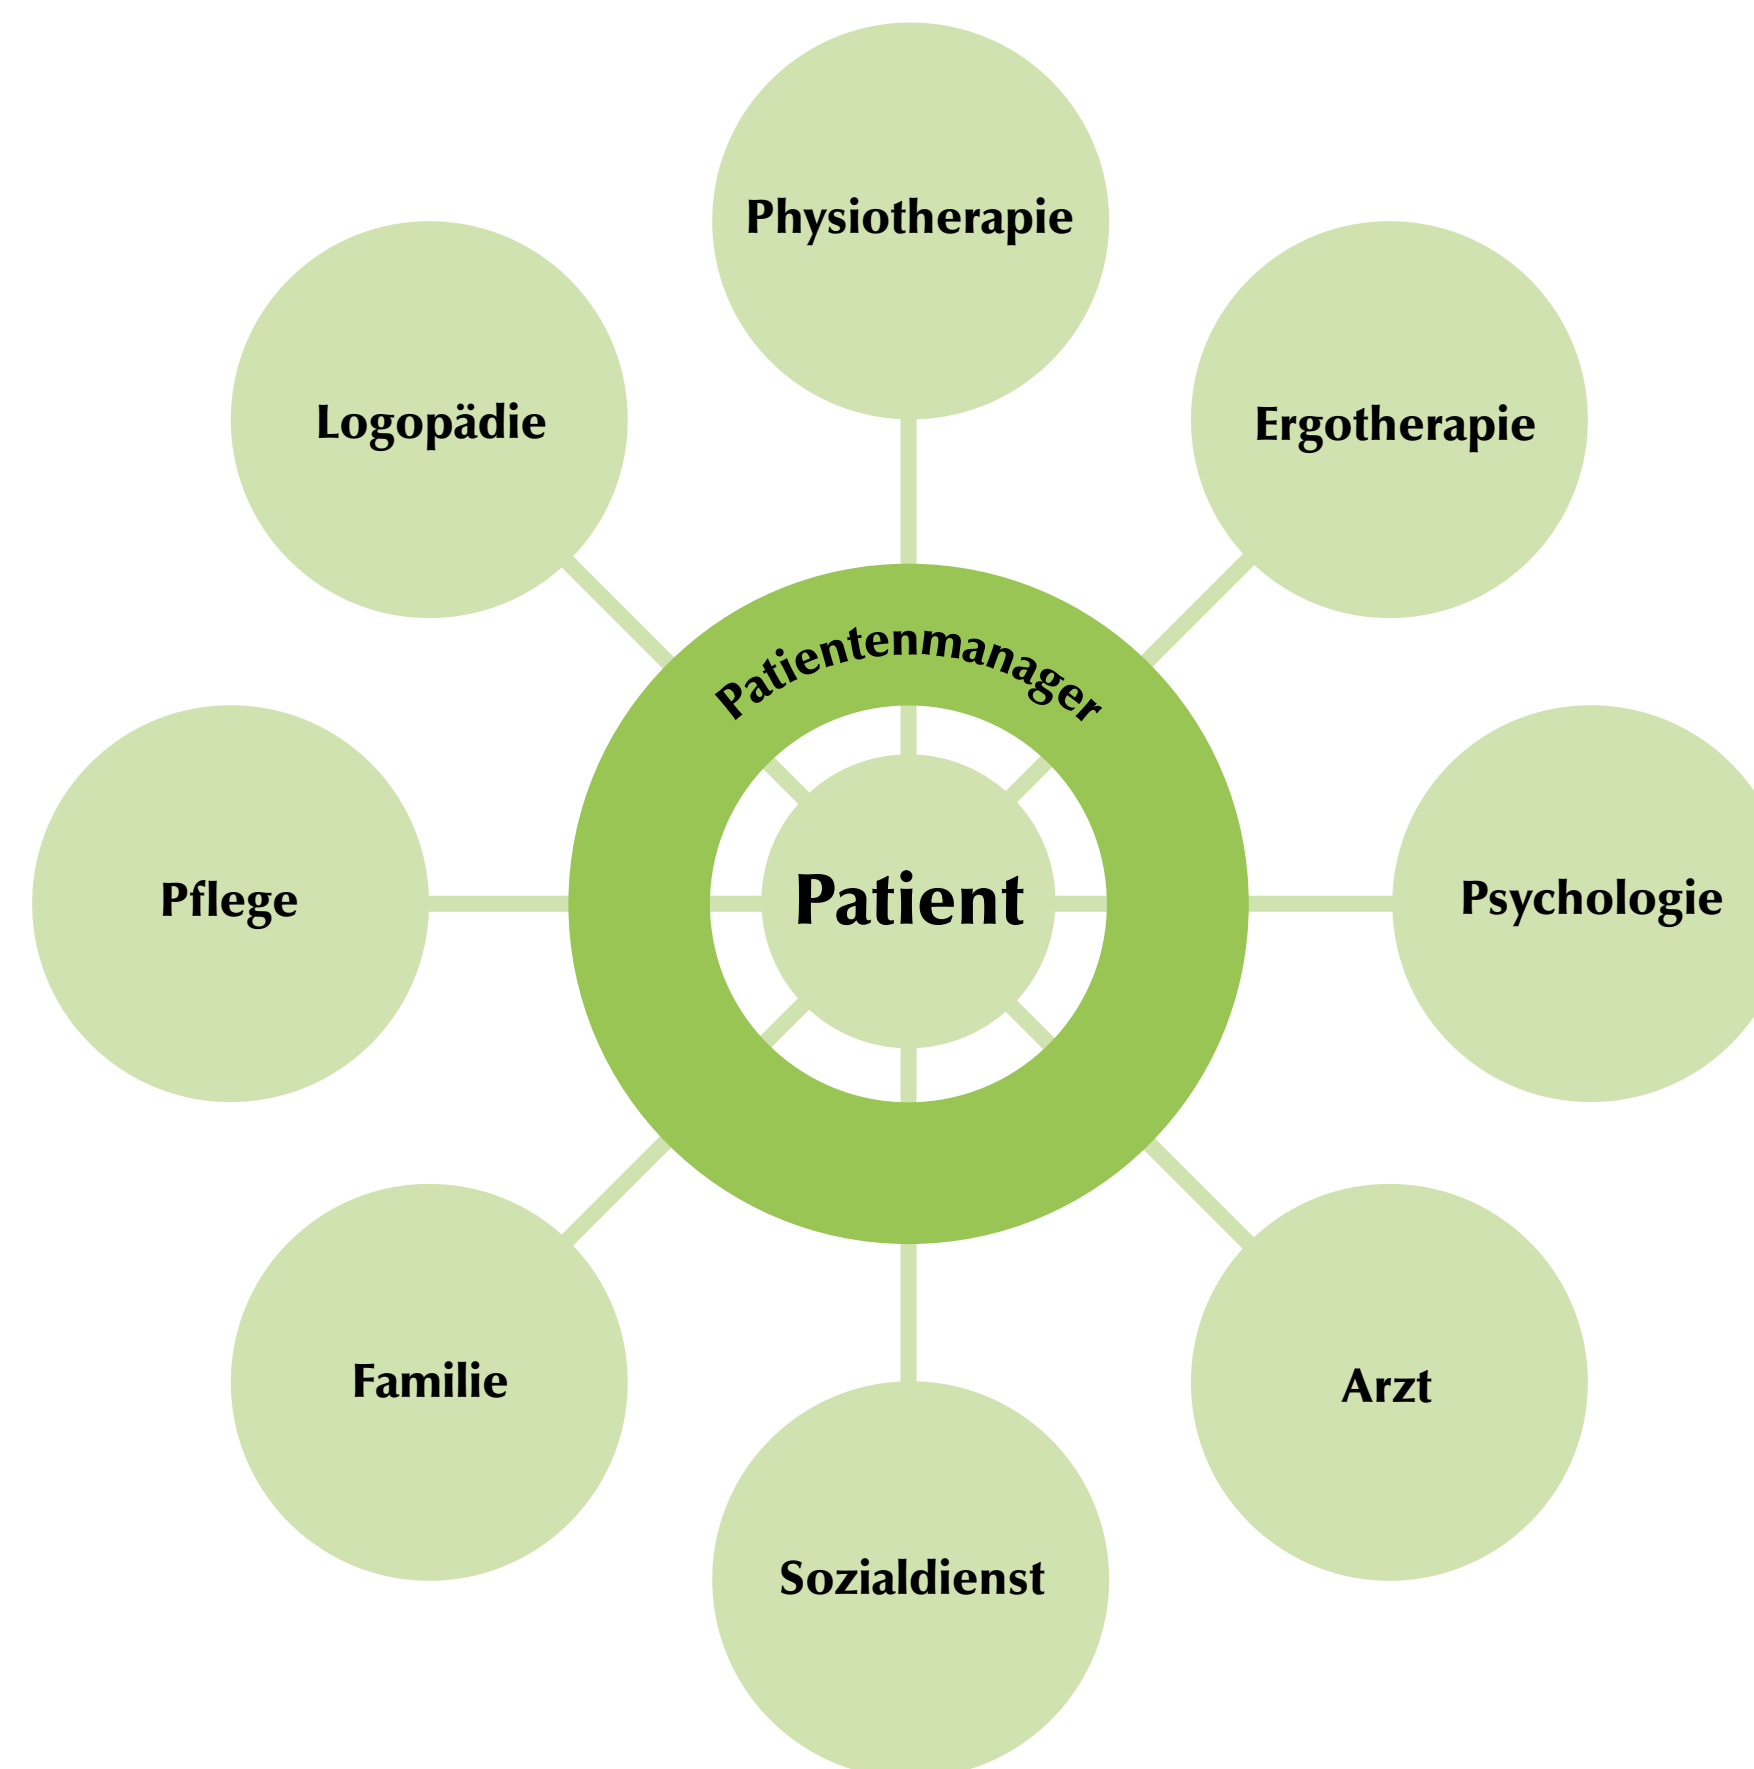 Physiotherapie
Logopädie
Ergotherapie
Patientenmanager
Pflege
Patient
Psychologie
Familie
Arzt
Sozialdienst